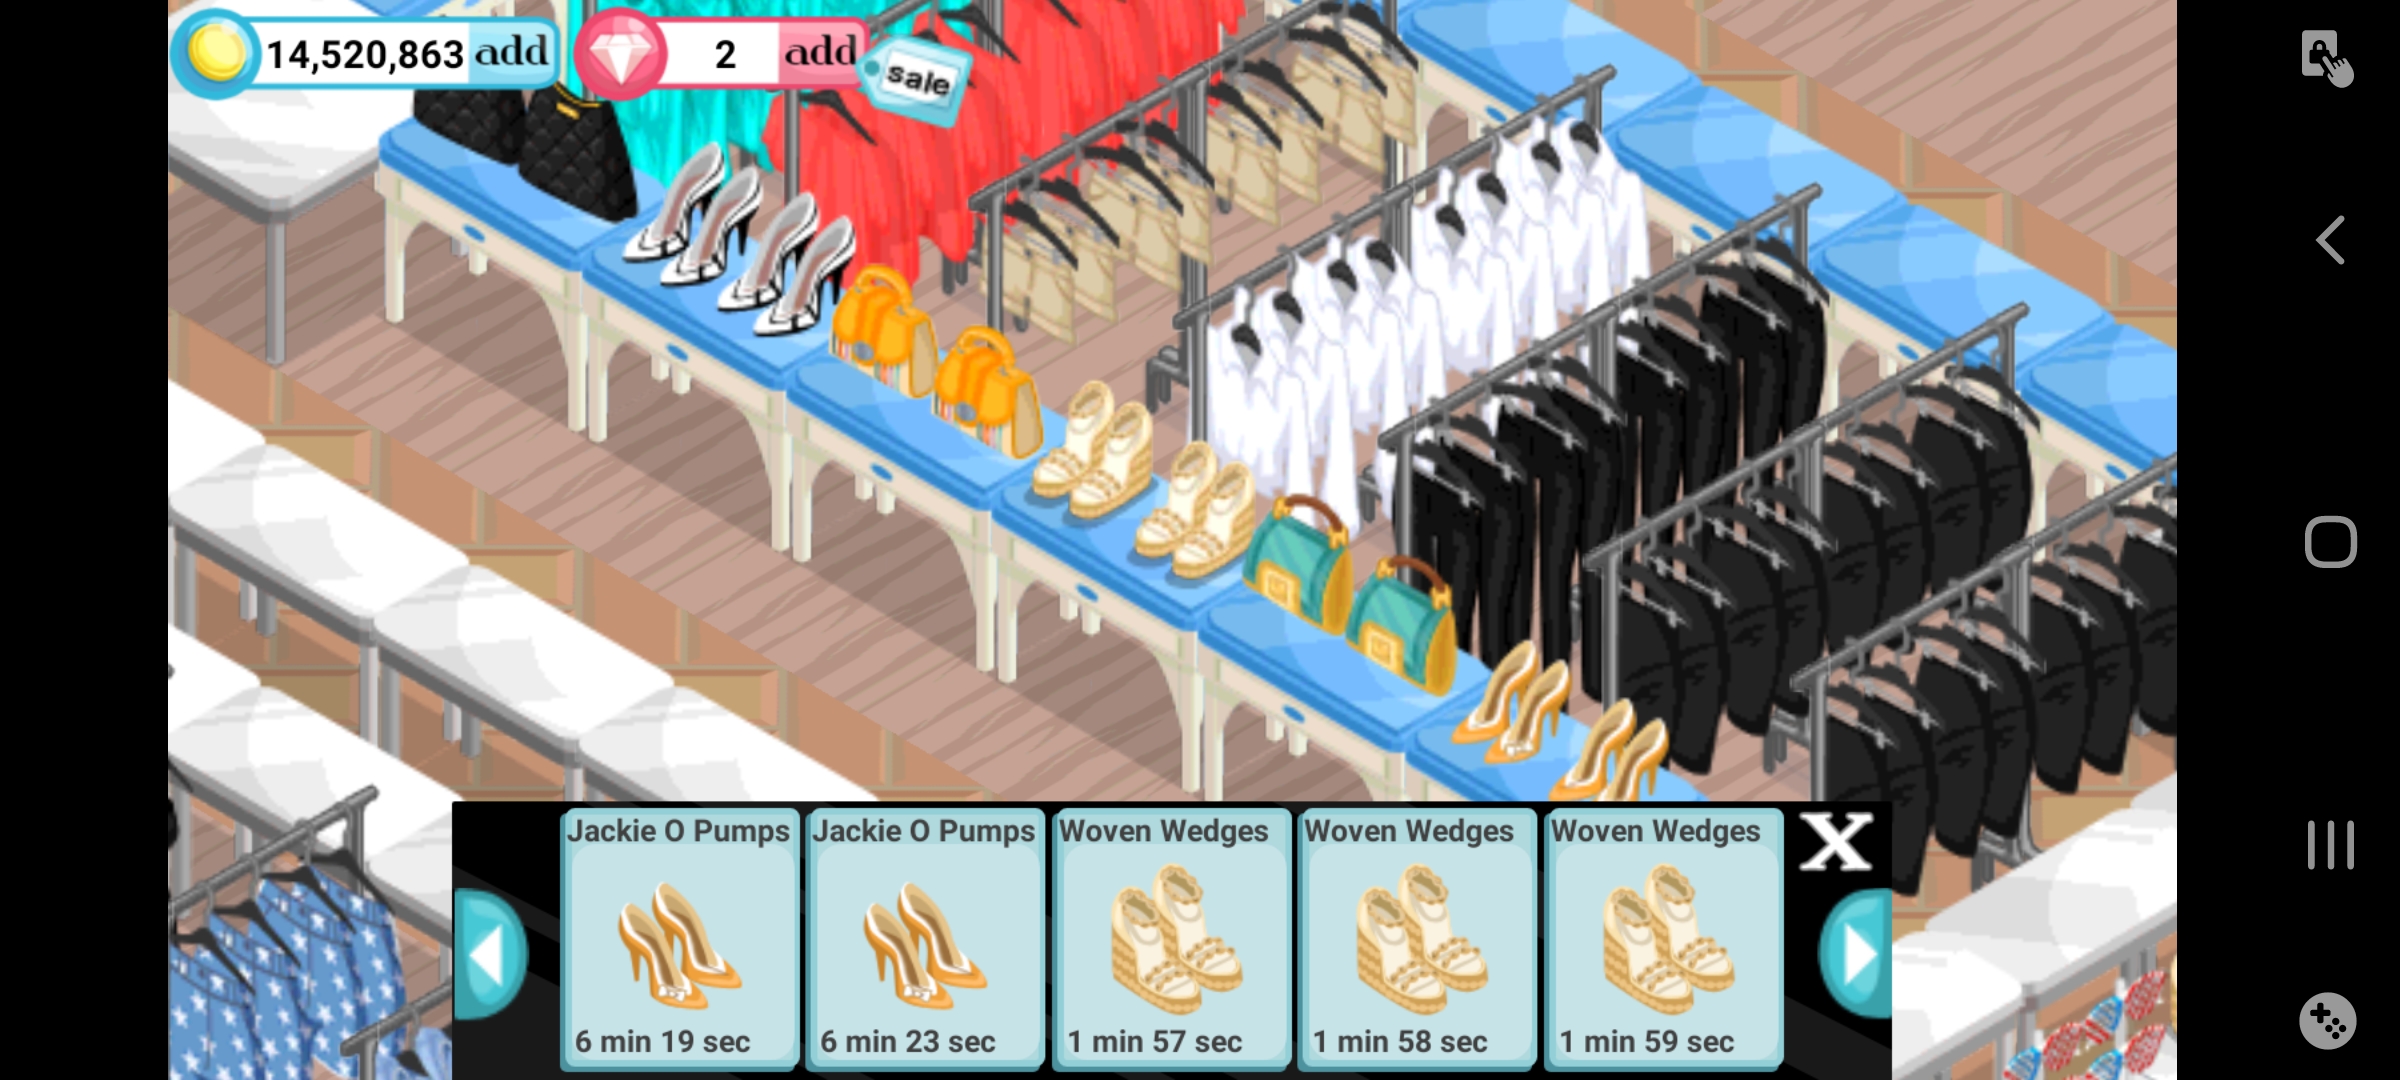 14,520,863 add
2 add
sale
Jackie O Pumps
6 min 19 sec
Jackie O Pumps
6 min 23 sec
Woven Wedges
1 min 57 sec
Woven Wedges
1 min 58 sec
Woven Wedges
1 min 59 sec
X